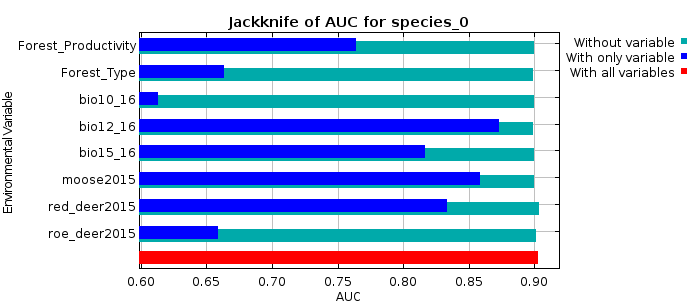 Jackknife of AUC for species_0
Forest_Productivity
Forest_Type
bio10_16
bio12_16
bio15_16
moose2015
red_deer2015
roe_deer2015
Environmental Variable
0.60 0.65 0.70 0.75 0.80 0.85 0.90
AUC
Without variable
With only variable
With all variables